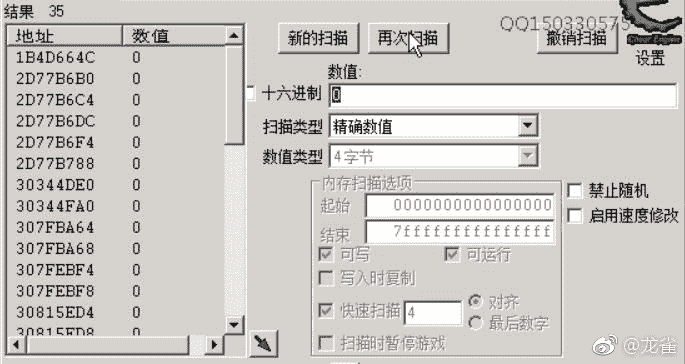 结果 35
QQ150330575
地址 数值
1B4D664C 0
2D77B6B0 0
2D77B6C4 0
2D77B6DC 0
2D77B6F4 0
2D77B788 0
30344DE0 0
30344FA0 0
307FBA64 0
307FBA68 0
307FEBF4 0
307FEBF8 0
30815ED4 0
30815ED8 0
新的扫描 再次扫描 撤销扫描
Cheat Engine
设置
数值:
十六进制 0
扫描类型 精确数值
数值类型 4字节
内存扫描选项
起始 0000000000000000
结束 7fffffffffffffff
可写 可运行
写入时复制
快速扫描 4 对齐
最后数字
扫描时暂停游戏
禁止随机
启用速度修改
@龙雀